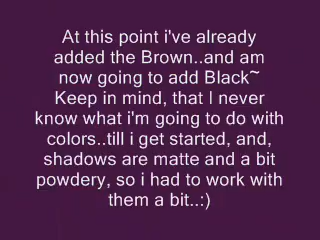 At this point i've already
added the Brown..and am
now going to add Black~
Keep in mind, that I never
know what i'm going to do with
colors..till i get started, and,
shadows are matte and a bit
powdery, so i had to work with
them a bit..:)